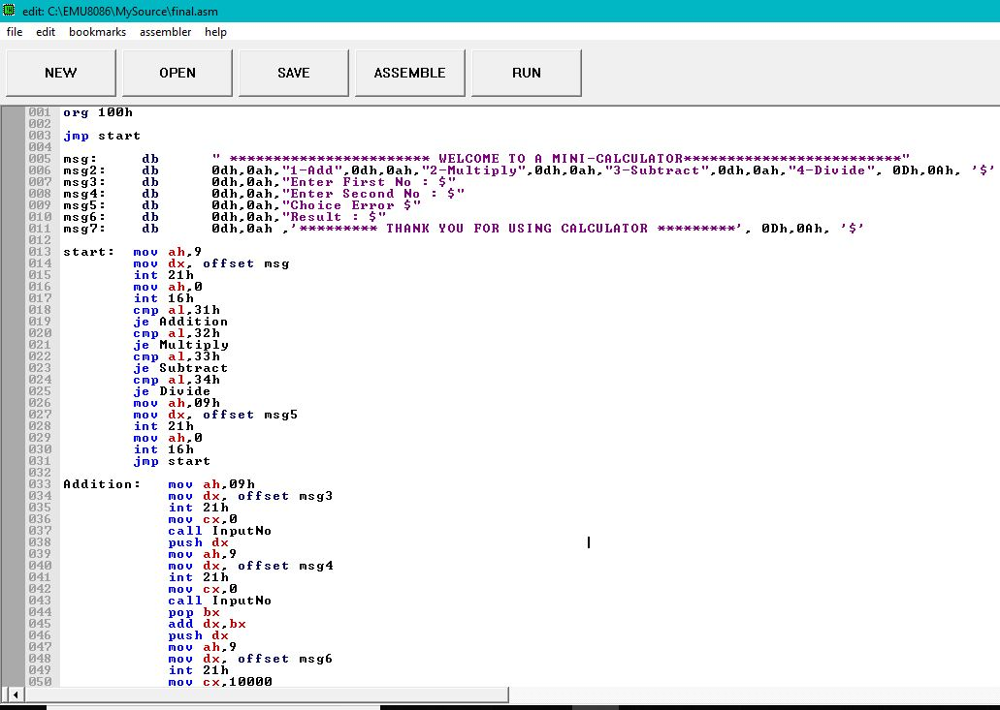 edit: C:\EMU8086\MySource\final.asm
file edit bookmarks assembler help
NEW OPEN SAVE ASSEMBLE RUN
001 org 100h
002
003 jmp start
004
005 msg: db " *********************** WELCOME TO A MINI-CALCULATOR*************************"
006 msg2: db 0dh,0ah,"1-Add",0dh,0ah,"2-Multiply",0dh,0ah,"3-Subtract",0dh,0ah,"4-Divide", 0Dh,0Ah, '$'
007 msg3: db 0dh,0ah,"Enter First No : $"
008 msg4: db 0dh,0ah,"Enter Second No : $"
009 msg5: db 0dh,0ah,"Choice Error $"
010 msg6: db 0dh,0ah,"Result : $"
011 msg7: db 0dh,0ah ,'********* THANK YOU FOR USING CALCULATOR *********', 0Dh,0Ah, '$'
012
013 start: mov ah,9
014 mov dx, offset msg
015 int 21h
016 mov ah,0
017 int 16h
018 cmp al,31h
019 je Addition
020 cmp al,32h
021 je Multiply
022 cmp al,33h
023 je Subtract
024 cmp al,34h
025 je Divide
026 mov ah,09h
027 mov dx, offset msg5
028 int 21h
029 mov ah,0
030 int 16h
031 jmp start
032
033 Addition: mov ah,09h
034 mov dx, offset msg3
035 int 21h
036 mov cx,0
037 call InputNo
038 push dx
039 mov ah,9
040 mov dx, offset msg4
041 int 21h
042 mov cx,0
043 call InputNo
044 pop bx
045 add dx,bx
046 push dx
047 mov ah,9
048 mov dx, offset msg6
049 int 21h
050 mov cx,10000